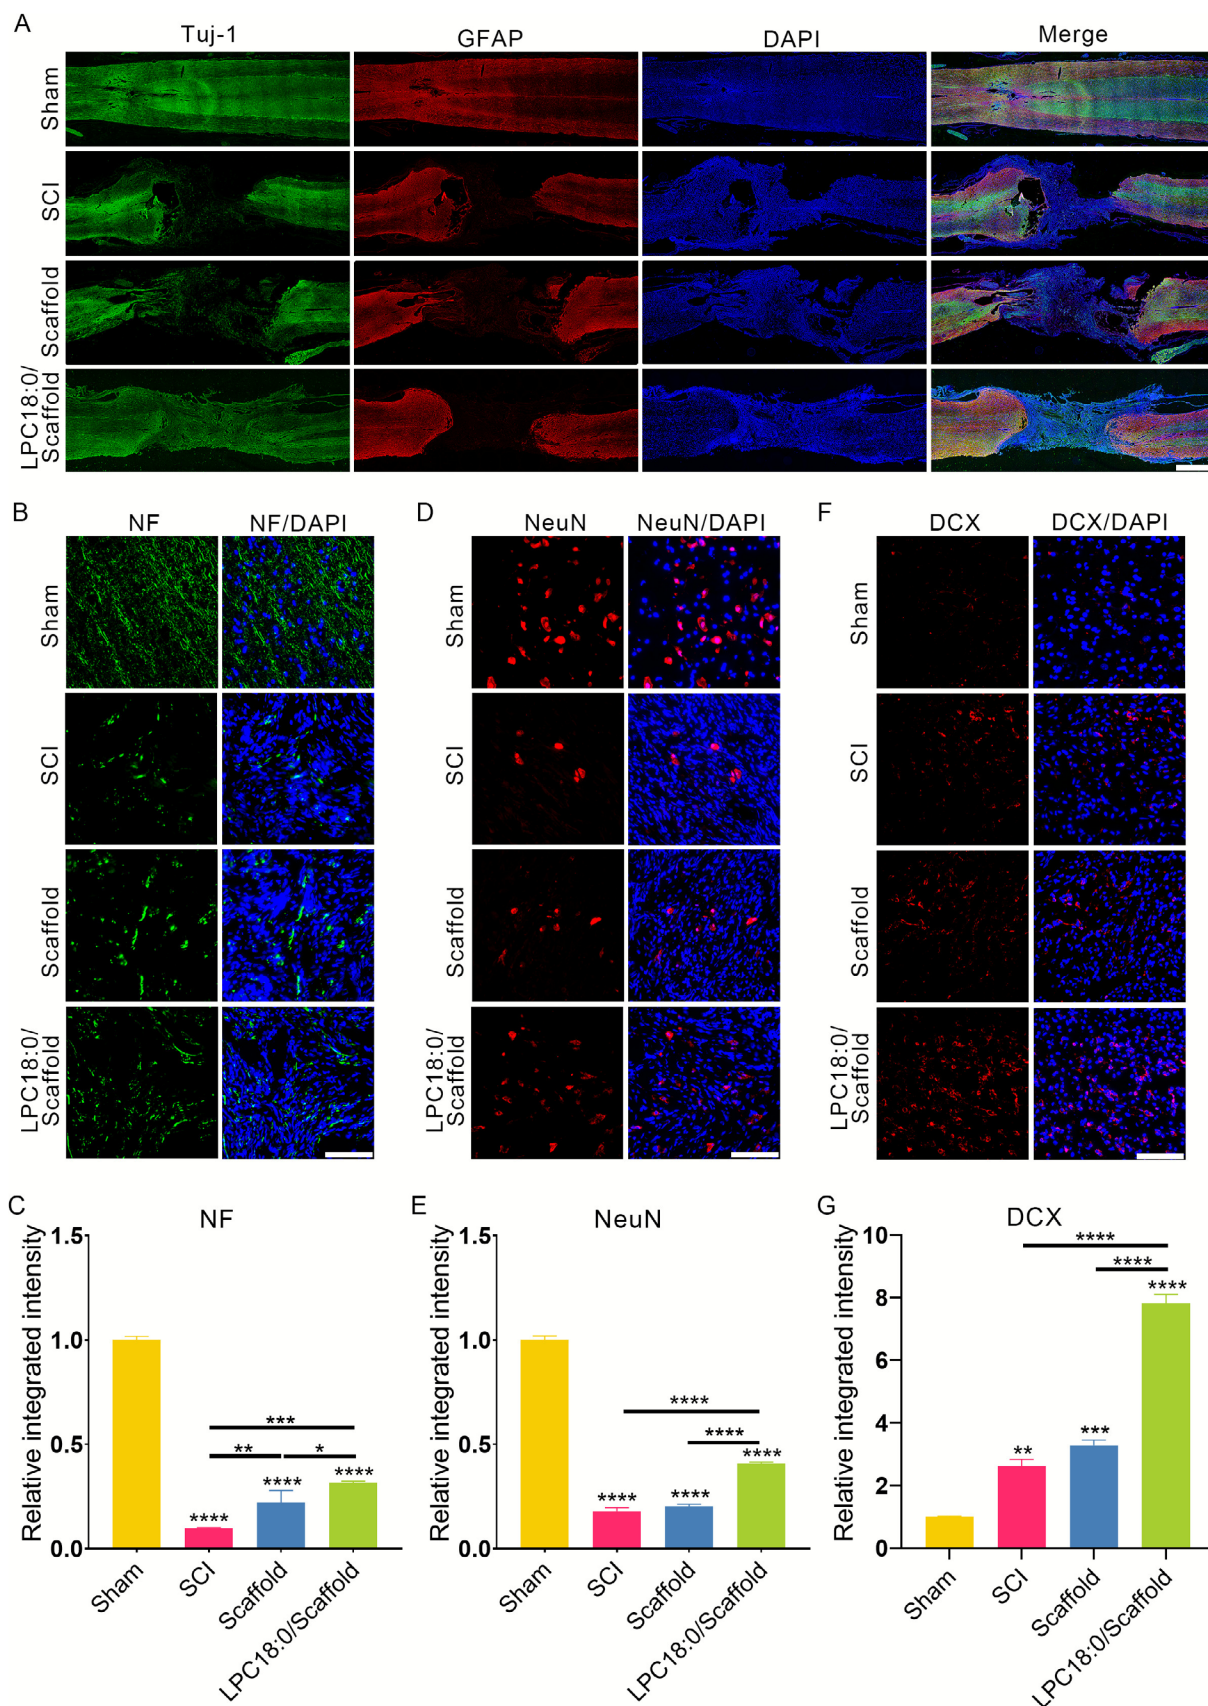 A
Tuj-1 GFAP DAPI Merge
Sham
SCI
Scaffold
LPC18:0/
Scaffold
B
NF NF/DAPI
Sham
SCI
Scaffold
LPC18:0/
Scaffold
D
NeuN NeuN/DAPI
Sham
SCI
Scaffold
LPC18:0/
Scaffold
F
DCX DCX/DAPI
Sham
SCI
Scaffold
LPC18:0/
Scaffold
C
NF
Relative integrated intensity
1.5
1.0
0.5
0.0
***
** *
**** **** ****
Sham SCI Scaffold LPC18:0/Scaffold
E
NeuN
Relative integrated intensity
1.5
1.0
0.5
0.0
****
****
**** **** ****
Sham SCI Scaffold LPC18:0/Scaffold
G
DCX
Relative integrated intensity
10
8
6
4
2
0
****
****
** *** ****
Sham SCI Scaffold LPC18:0/Scaffold